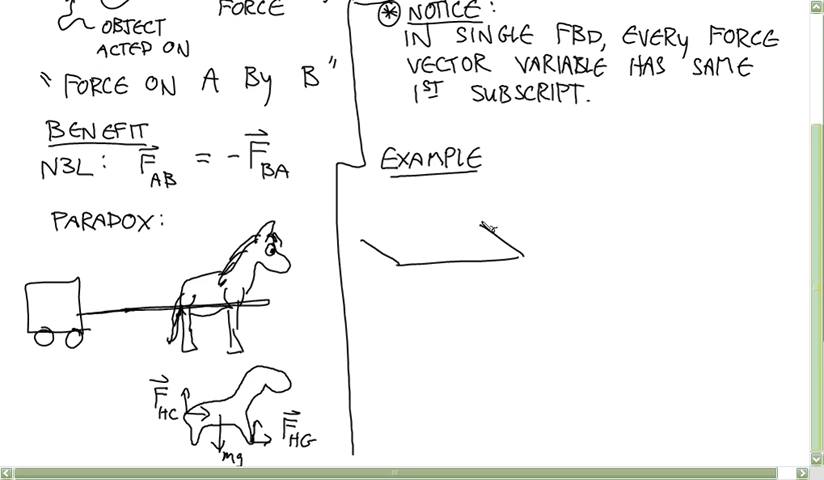 FORCE
OBJECT
ACTED ON
"FORCE ON A BY B"
BENEFIT
N3L: F⃗AB = -F⃗BA
PARADOX:
F⃗HC
F⃗HG
mg
* NOTICE:
IN SINGLE FBD, EVERY FORCE
VECTOR VARIABLE HAS SAME
1ST SUBSCRIPT.
EXAMPLE